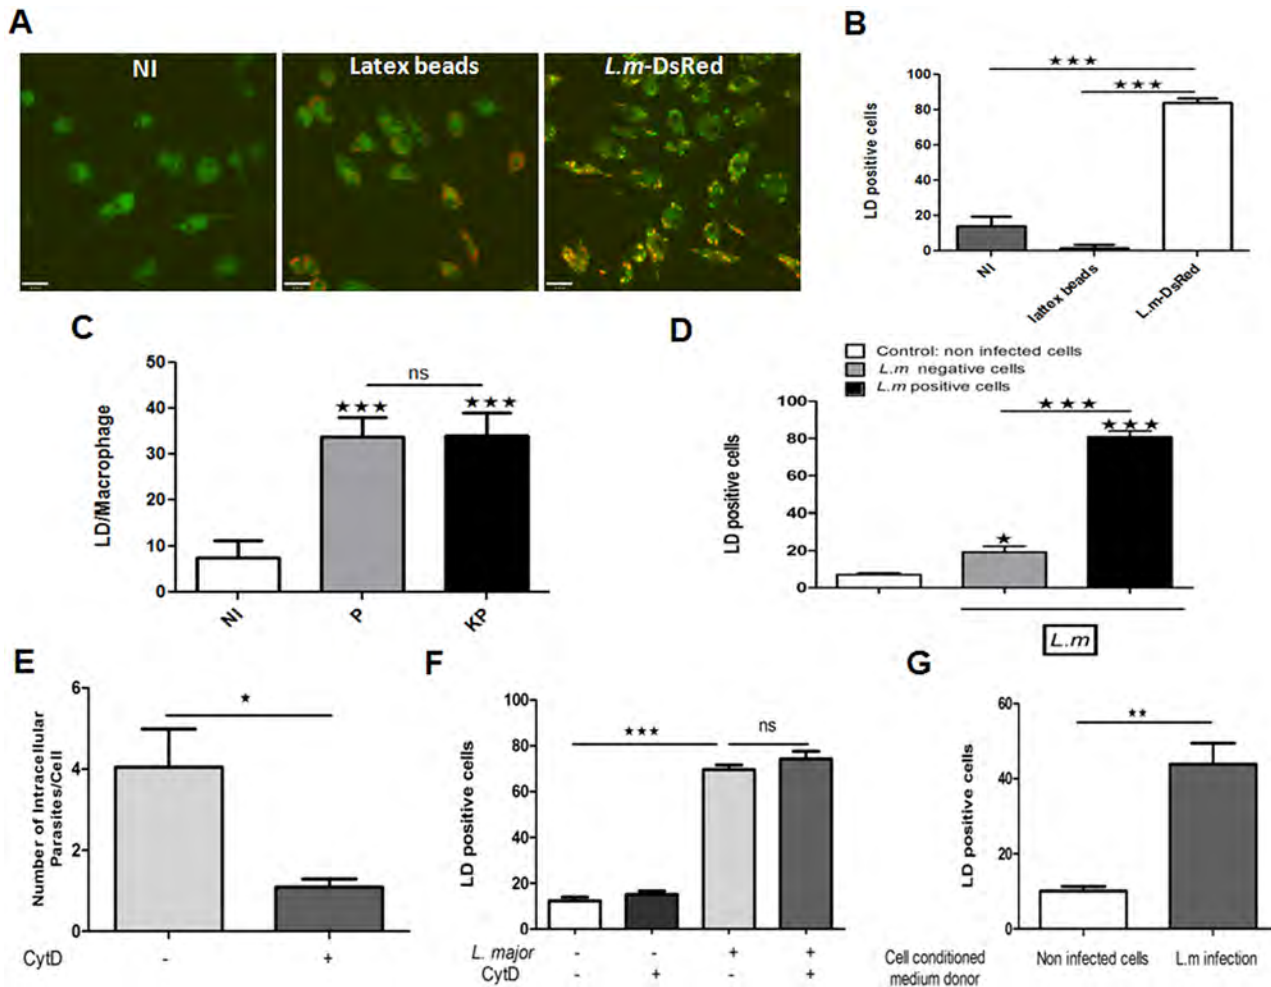 A
NI
Latex beads
L.m-DsRed
B
★★★
★★★
LD positive cells
100
80
60
40
20
0
NI
lattex beads
L.m-DsRed
C
LD/Macrophage
50
40
30
20
10
0
ns
★★★
★★★
NI
P
KP
D
Control: non infected cells
L.m negative cells
L.m positive cells
LD positive cells
100
80
60
40
20
0
★★★
★★★
★
L.m
E
Number of Intracellular
Parasites/Cell
6
4
2
0
★
CytD - +
F
LD positive cells
100
80
60
40
20
0
★★★
ns
L. major - - + +
CytD - + - +
G
LD positive cells
60
40
20
0
★★
Cell conditioned
medium donor
Non infected cells
L.m infection